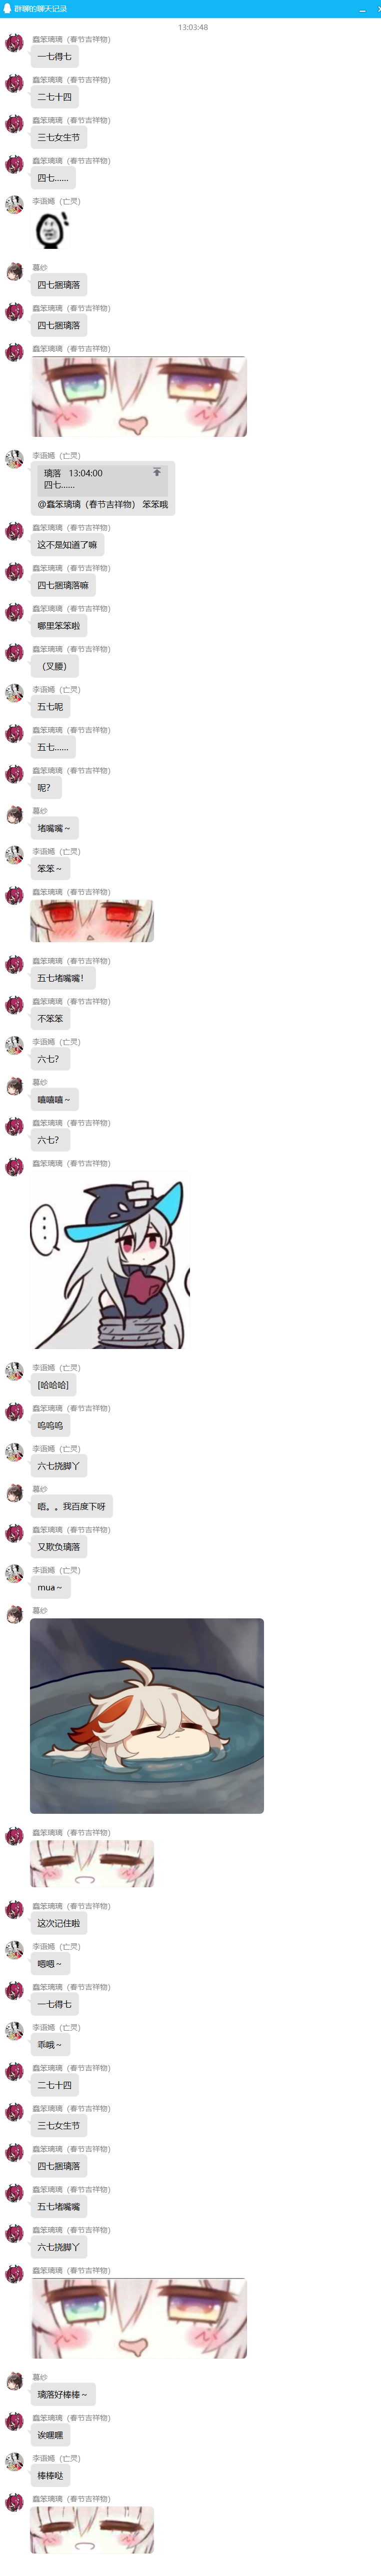 群聊的聊天记录
13:03:48
蠢笨璃璃（春节吉祥物）
一七得七
蠢笨璃璃（春节吉祥物）
二七十四
蠢笨璃璃（春节吉祥物）
三七女生节
蠢笨璃璃（春节吉祥物）
四七……
李语嫣（亡灵）
暮纱
四七捆璃落
蠢笨璃璃（春节吉祥物）
四七捆璃落
蠢笨璃璃（春节吉祥物）
李语嫣（亡灵）
璃落 13:04:00
四七……
@蠢笨璃璃（春节吉祥物） 笨笨哦
蠢笨璃璃（春节吉祥物）
这不是知道了嘛
蠢笨璃璃（春节吉祥物）
四七捆璃落嘛
蠢笨璃璃（春节吉祥物）
哪里笨笨啦
蠢笨璃璃（春节吉祥物）
（叉腰）
李语嫣（亡灵）
五七呢
蠢笨璃璃（春节吉祥物）
五七……
蠢笨璃璃（春节吉祥物）
呢？
暮纱
堵嘴嘴～
李语嫣（亡灵）
笨笨～
蠢笨璃璃（春节吉祥物）
蠢笨璃璃（春节吉祥物）
五七堵嘴嘴！
蠢笨璃璃（春节吉祥物）
不笨笨
李语嫣（亡灵）
六七？
暮纱
嘻嘻嘻～
蠢笨璃璃（春节吉祥物）
六七？
蠢笨璃璃（春节吉祥物）
李语嫣（亡灵）
[哈哈哈]
蠢笨璃璃（春节吉祥物）
呜呜呜
李语嫣（亡灵）
六七挠脚丫
暮纱
唔。。我百度下呀
蠢笨璃璃（春节吉祥物）
又欺负璃落
李语嫣（亡灵）
mua～
暮纱
蠢笨璃璃（春节吉祥物）
蠢笨璃璃（春节吉祥物）
这次记住啦
李语嫣（亡灵）
嗯嗯～
蠢笨璃璃（春节吉祥物）
一七得七
李语嫣（亡灵）
乖哦～
蠢笨璃璃（春节吉祥物）
二七十四
蠢笨璃璃（春节吉祥物）
三七女生节
蠢笨璃璃（春节吉祥物）
四七捆璃落
蠢笨璃璃（春节吉祥物）
五七堵嘴嘴
蠢笨璃璃（春节吉祥物）
六七挠脚丫
蠢笨璃璃（春节吉祥物）
暮纱
璃落好棒棒～
蠢笨璃璃（春节吉祥物）
诶嘿嘿
李语嫣（亡灵）
棒棒哒
蠢笨璃璃（春节吉祥物）